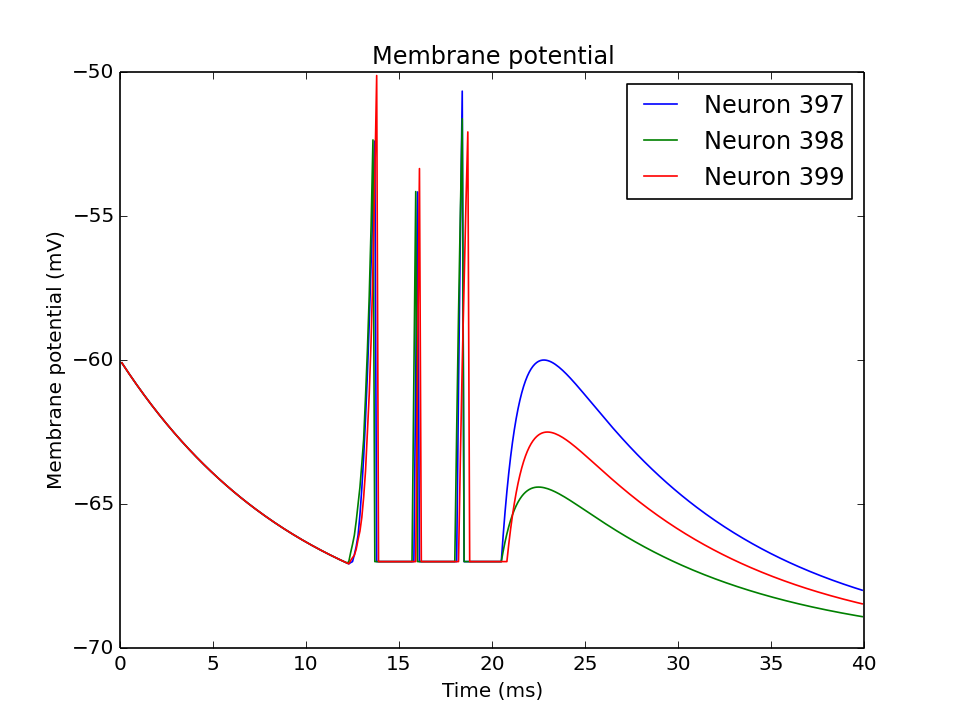 Membrane potential
Neuron 397
Neuron 398
Neuron 399
Membrane potential (mV)
−50
−55
−60
−65
−70
0 5 10 15 20 25 30 35 40
Time (ms)